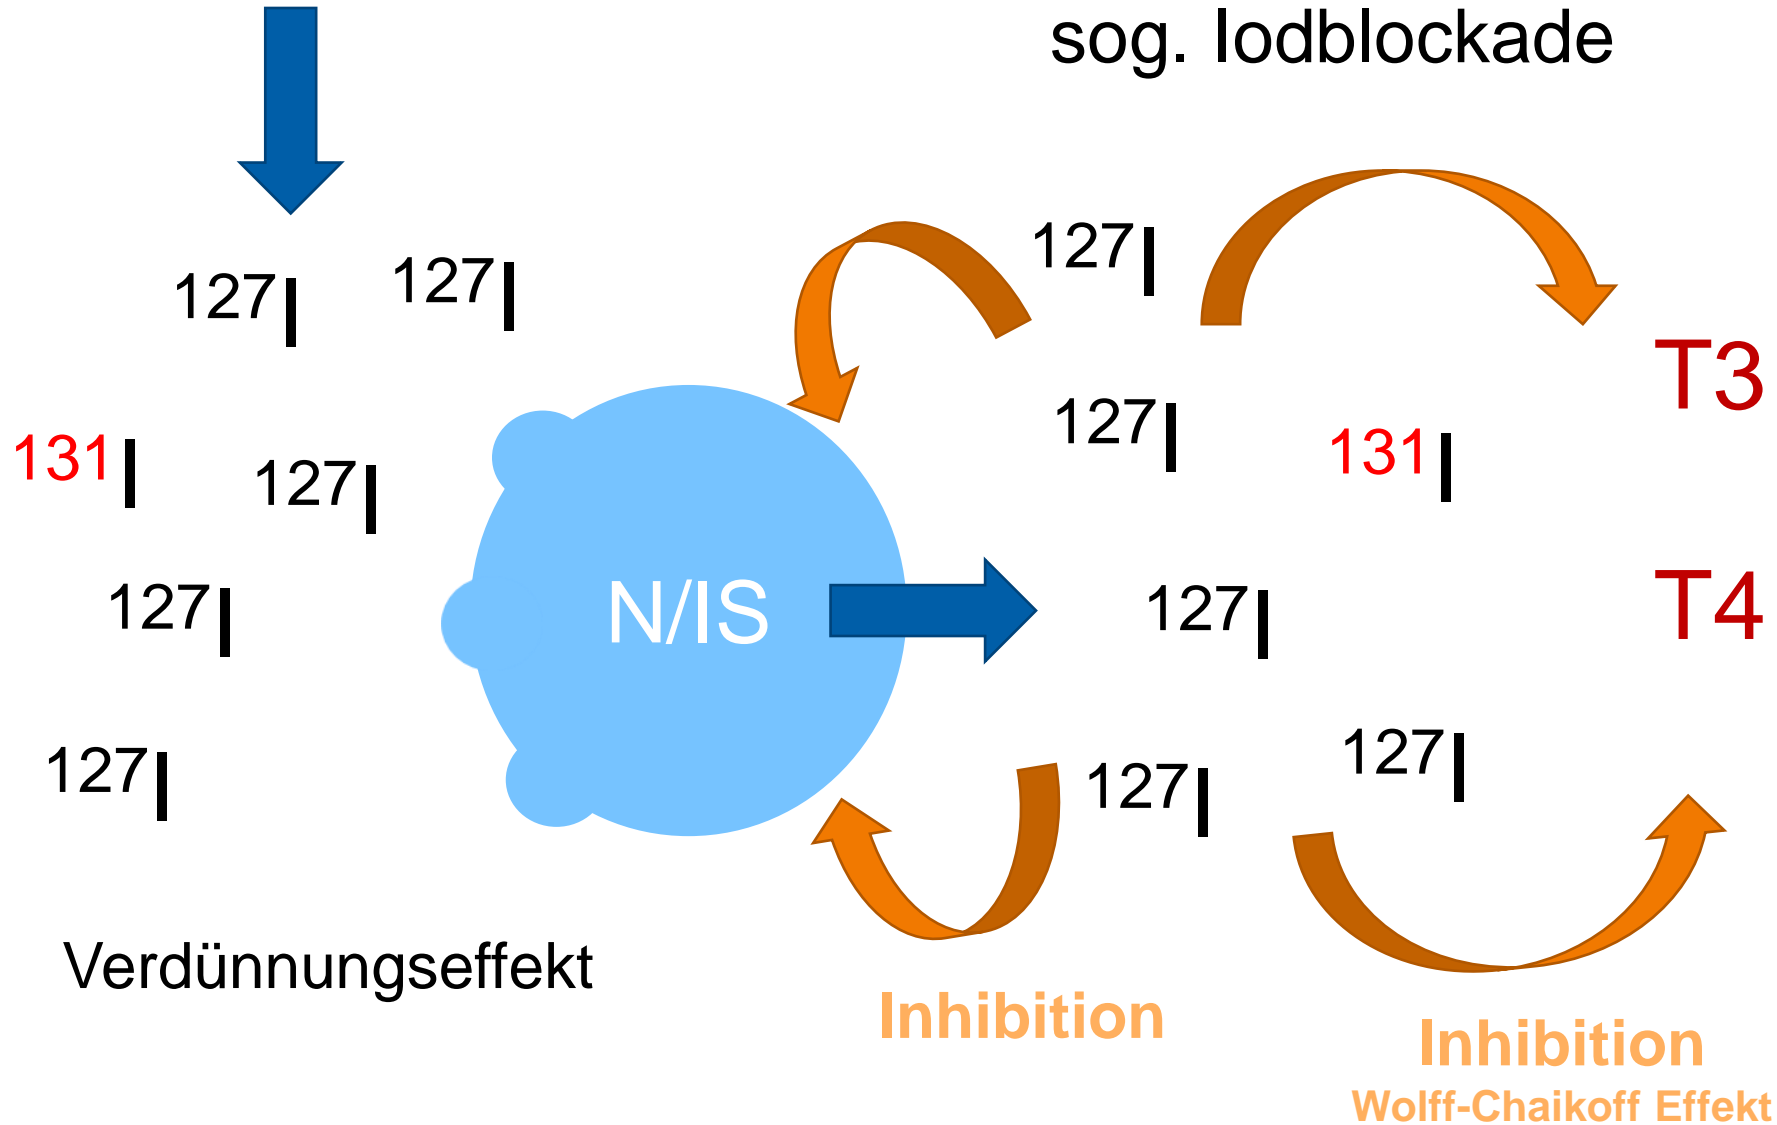 sog. Iodblockade
127I
127I
127I
131I
127I
127I
131I
T3
127I
N/IS
127I
T4
127I
127I
127I
Verdünnungseffekt
Inhibition
Inhibition
Wolff-Chaikoff Effekt